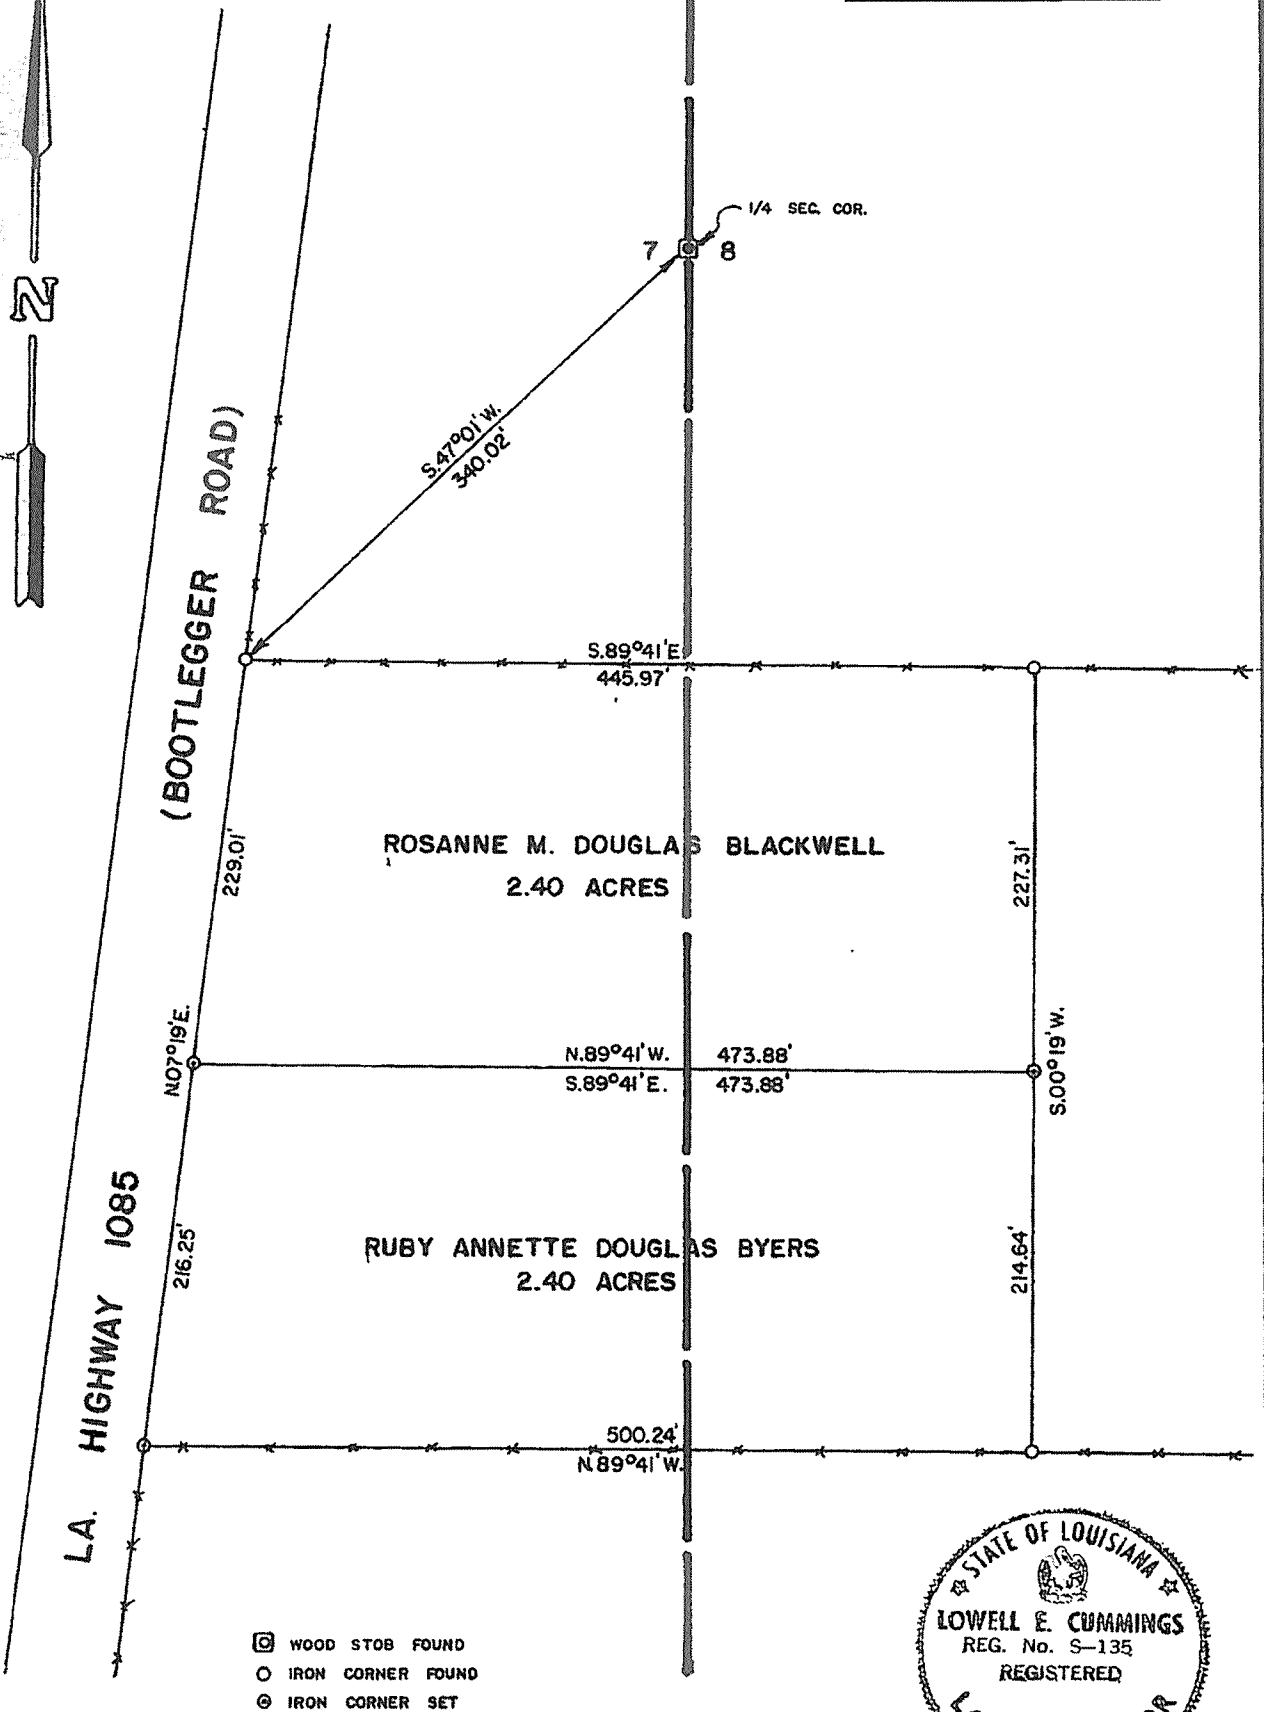 N
1/4 SEC. COR.
7 8
S.47°01'W.
340.02'
(BOOTLEGGER ROAD)
S.89°41'E.
445.97'
229.01'
ROSANNE M. DOUGLAS BLACKWELL
2.40 ACRES
227.31'
N.07°19'E.
N.89°41'W. 473.88'
S.89°41'E. 473.88'
S.00°19'W.
LA. HIGHWAY 1085
216.25'
RUBY ANNETTE DOUGLAS BYERS
2.40 ACRES
214.64'
500.24'
N.89°41'W.
WOOD STOB FOUND
IRON CORNER FOUND
IRON CORNER SET
STATE OF LOUISIANA
LOWELL E. CUMMINGS
REG. No. S-135
REGISTERED